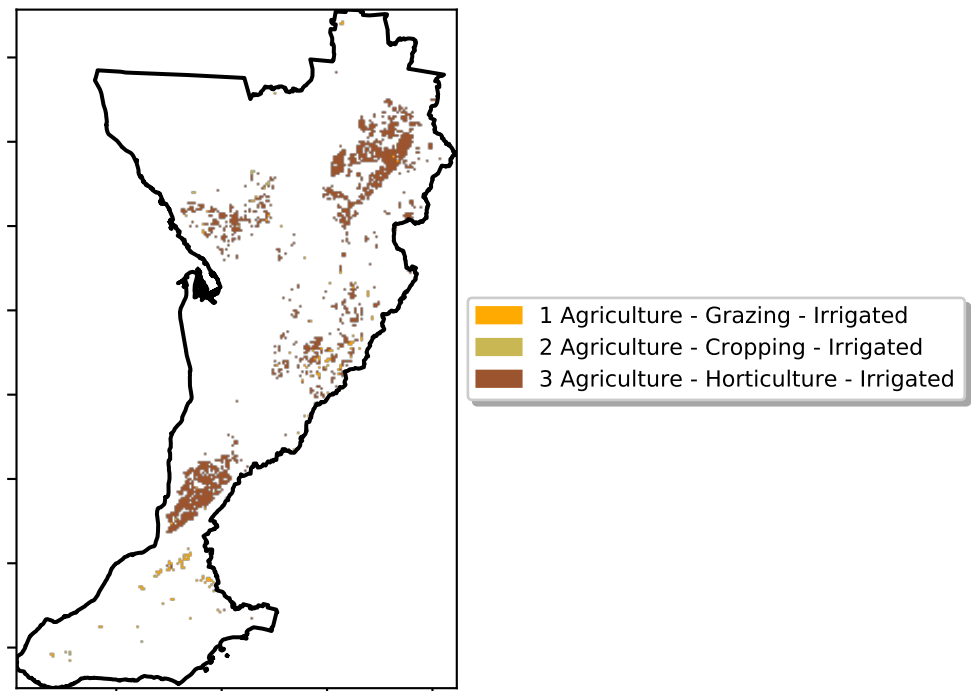 1 Agriculture - Grazing - Irrigated
2 Agriculture - Cropping - Irrigated
3 Agriculture - Horticulture - Irrigated